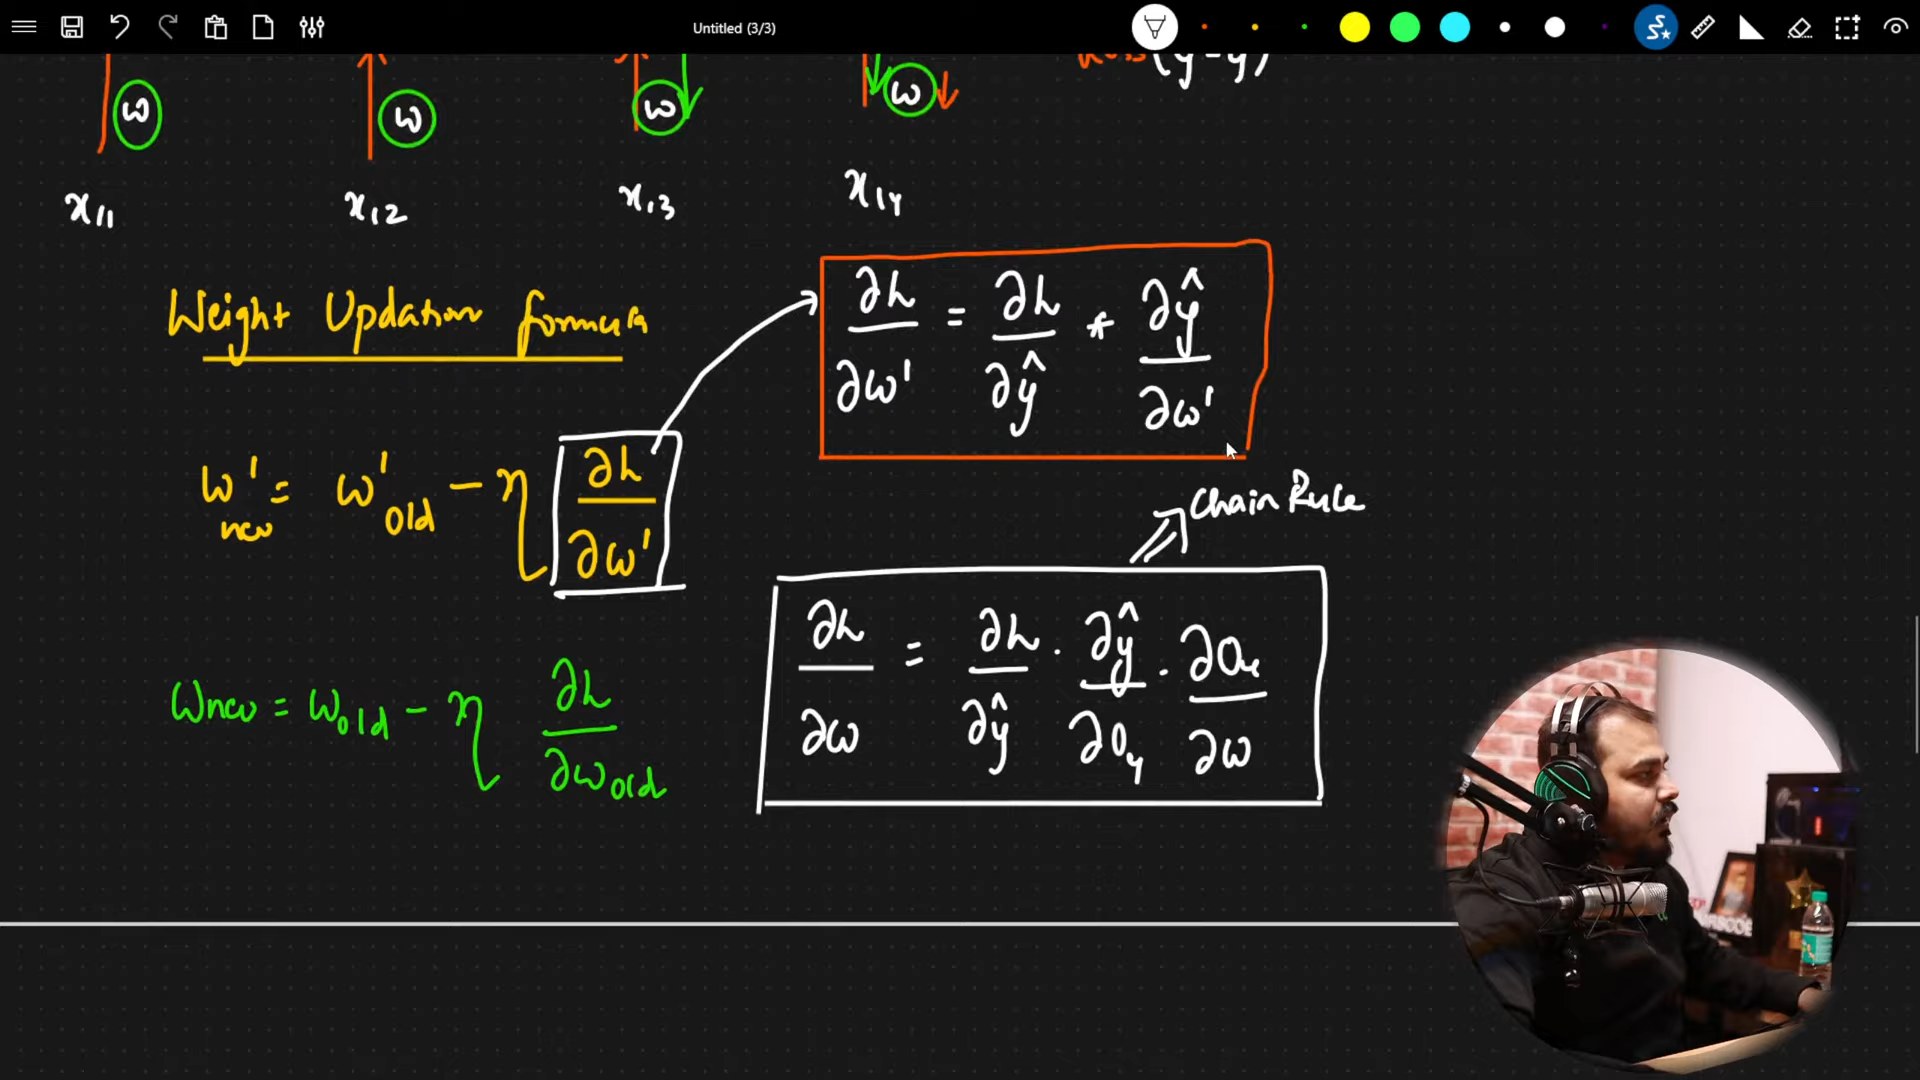 Untitled (3/3)
Loss (y - ŷ)
w w w w
x₁₁ x₁₂ x₁₃ x₁₄
Weight Updation formula
∂L/∂w' = ∂L/∂ŷ * ∂ŷ/∂w'
w'new = w'old - η ∂L/∂w'
Chain Rule
∂L/∂w = ∂L/∂ŷ · ∂ŷ/∂O₄ · ∂O₄/∂w
Wnew = Wold - η ∂L/∂wold